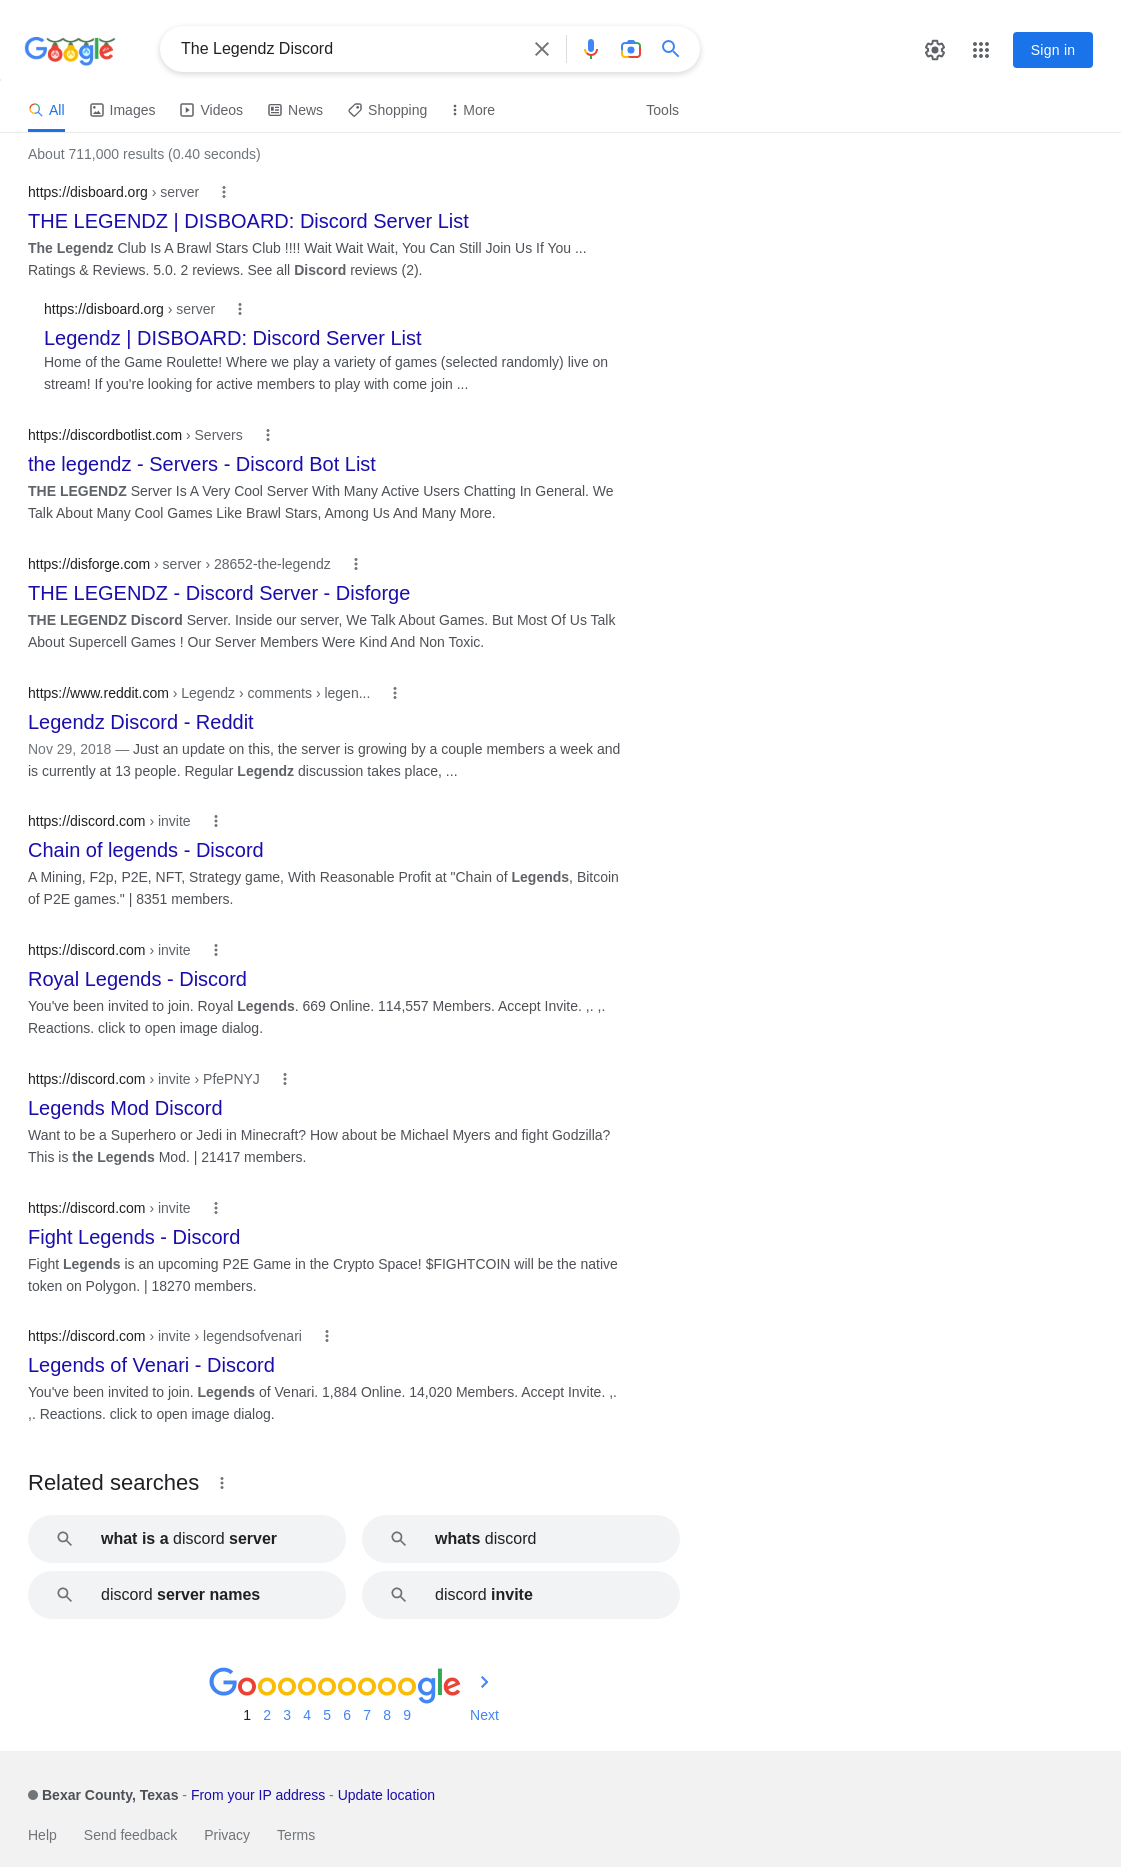 Google
The Legendz Discord
Sign in
All Images Videos News Shopping More Tools
About 711,000 results (0.40 seconds)
https://disboard.org › server
THE LEGENDZ | DISBOARD: Discord Server List
The Legendz Club Is A Brawl Stars Club !!!! Wait Wait Wait, You Can Still Join Us If You ...
Ratings & Reviews. 5.0. 2 reviews. See all Discord reviews (2).
https://disboard.org › server
Legendz | DISBOARD: Discord Server List
Home of the Game Roulette! Where we play a variety of games (selected randomly) live on
stream! If you're looking for active members to play with come join ...
https://discordbotlist.com › Servers
the legendz - Servers - Discord Bot List
THE LEGENDZ Server Is A Very Cool Server With Many Active Users Chatting In General. We
Talk About Many Cool Games Like Brawl Stars, Among Us And Many More.
https://disforge.com › server › 28652-the-legendz
THE LEGENDZ - Discord Server - Disforge
THE LEGENDZ Discord Server. Inside our server, We Talk About Games. But Most Of Us Talk
About Supercell Games ! Our Server Members Were Kind And Non Toxic.
https://www.reddit.com › Legendz › comments › legen...
Legendz Discord - Reddit
Nov 29, 2018 — Just an update on this, the server is growing by a couple members a week and
is currently at 13 people. Regular Legendz discussion takes place, ...
https://discord.com › invite
Chain of legends - Discord
A Mining, F2p, P2E, NFT, Strategy game, With Reasonable Profit at "Chain of Legends, Bitcoin
of P2E games." | 8351 members.
https://discord.com › invite
Royal Legends - Discord
You've been invited to join. Royal Legends. 669 Online. 114,557 Members. Accept Invite. ,. ,.
Reactions. click to open image dialog.
https://discord.com › invite › PfePNYJ
Legends Mod Discord
Want to be a Superhero or Jedi in Minecraft? How about be Michael Myers and fight Godzilla?
This is the Legends Mod. | 21417 members.
https://discord.com › invite
Fight Legends - Discord
Fight Legends is an upcoming P2E Game in the Crypto Space! $FIGHTCOIN will be the native
token on Polygon. | 18270 members.
https://discord.com › invite › legendsofvenari
Legends of Venari - Discord
You've been invited to join. Legends of Venari. 1,884 Online. 14,020 Members. Accept Invite. ,.
,. Reactions. click to open image dialog.
Related searches
what is a discord server
whats discord
discord server names
discord invite
Goooooooooogle
1 2 3 4 5 6 7 8 9 Next
Bexar County, Texas - From your IP address - Update location
Help Send feedback Privacy Terms